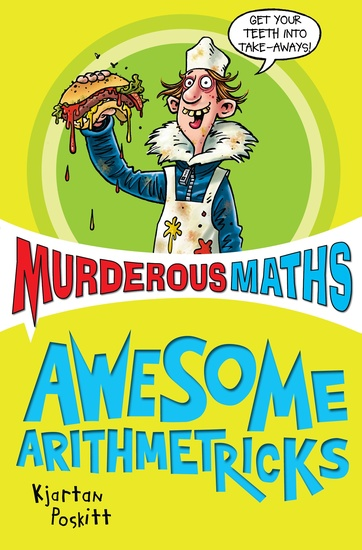 GET YOUR
TEETH INTO
TAKE-AWAYS!
MURDEROUS MATHS
AWESOME
ARITHMETRICKS
Kjartan
Poskitt